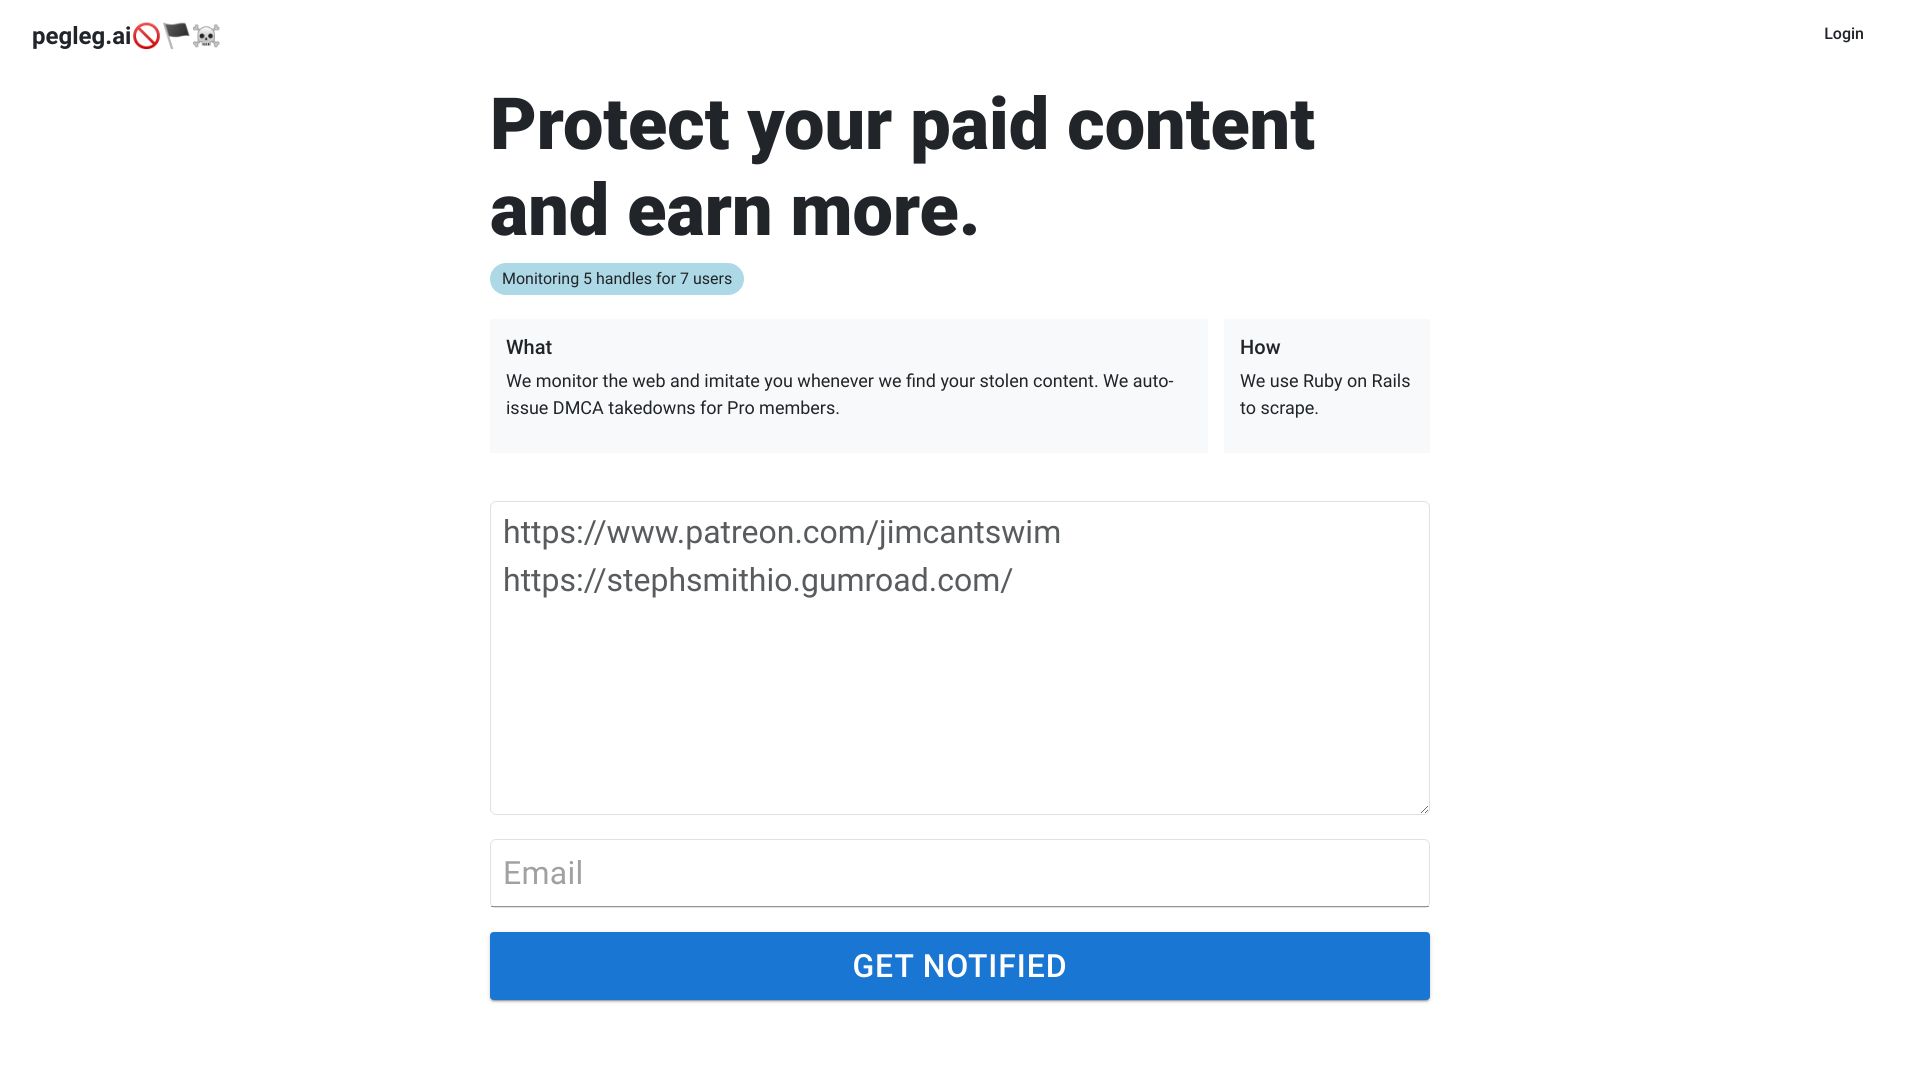 pegleg.ai🚫🏴☠️
Login
Protect your paid content
and earn more.
Monitoring 5 handles for 7 users
What
We monitor the web and imitate you whenever we find your stolen content. We auto-
issue DMCA takedowns for Pro members.
How
We use Ruby on Rails
to scrape.
https://www.patreon.com/jimcantswim
https://stephsmithio.gumroad.com/
Email
GET NOTIFIED